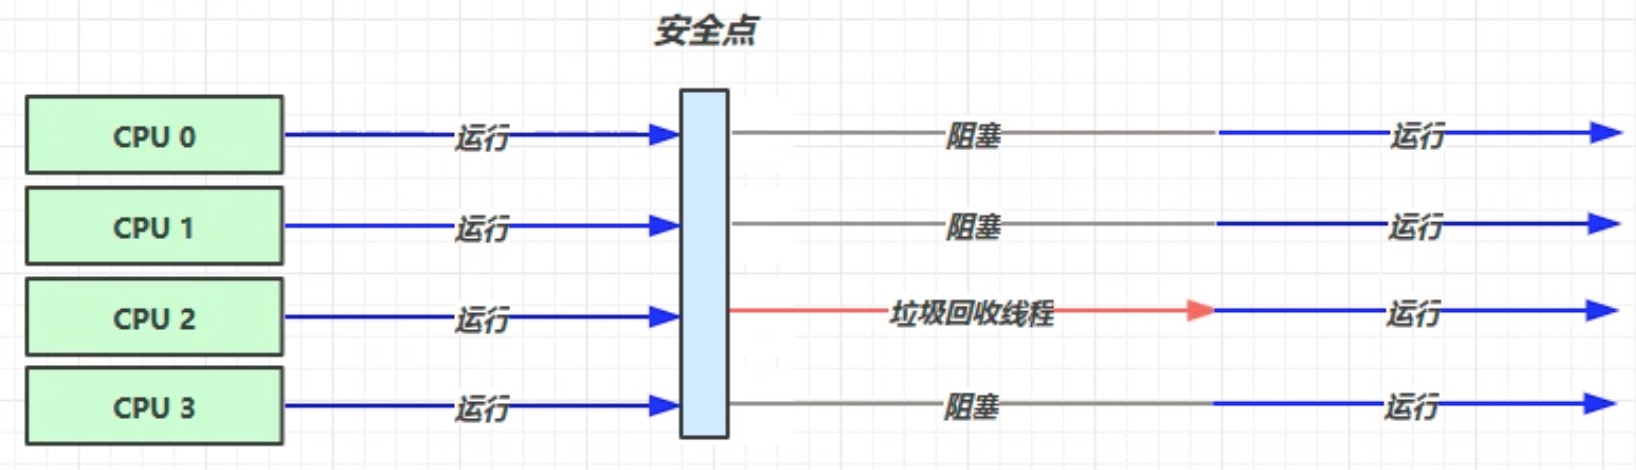 安全点
CPU 0 运行 阻塞 运行
CPU 1 运行 阻塞 运行
CPU 2 运行 垃圾回收线程 运行
CPU 3 运行 阻塞 运行